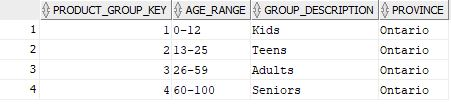 PRODUCT_GROUP_KEY AGE_RANGE GROUP_DESCRIPTION PROVINCE
1 1 0-12 Kids Ontario
2 2 13-25 Teens Ontario
3 3 26-59 Adults Ontario
4 4 60-100 Seniors Ontario